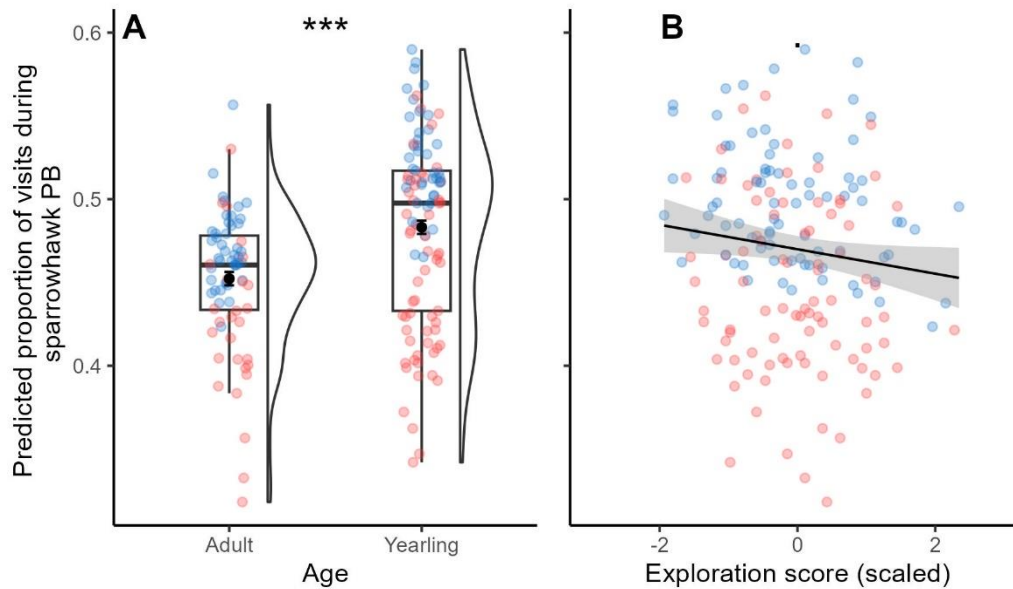 A
***
B
.
Predicted proportion of visits during
sparrowhawk PB
0.6
0.5
0.4
Adult
Yearling
Age
-2
0
2
Exploration score (scaled)